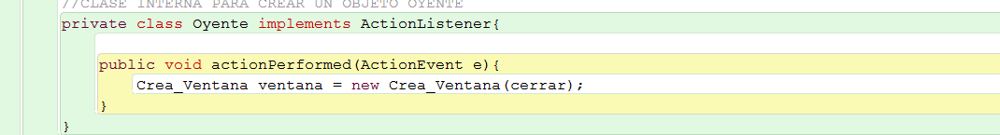 //CLASE INTERNA PARA CREAR UN OBJETO OYENTE
private class Oyente implements ActionListener{
public void actionPerformed(ActionEvent e){
Crea_Ventana ventana = new Crea_Ventana(cerrar);
}
}